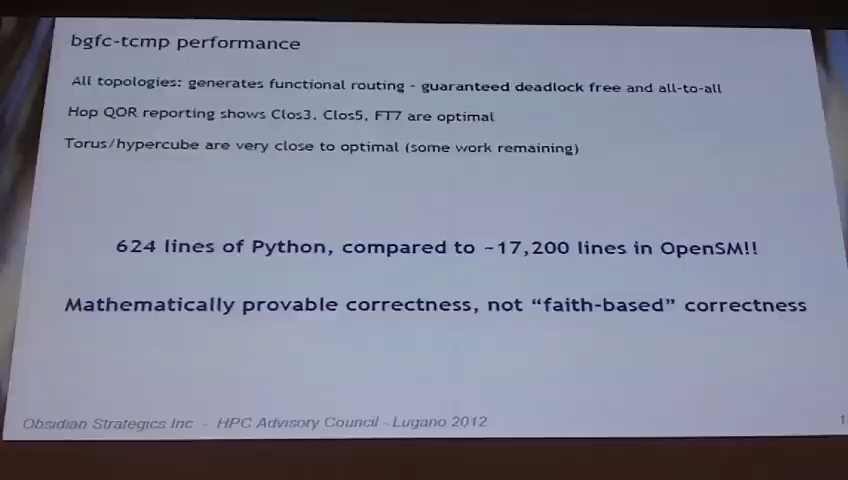 bgfc-tcmp performance
All topologies: generates functional routing - guaranteed deadlock free and all-to-all
Hop QOR reporting shows Clos3. Clos5, FT7 are optimal
Torus/hypercube are very close to optimal (some work remaining)
624 lines of Python, compared to ~17,200 lines in OpenSM!!
Mathematically provable correctness, not “faith-based” correctness
Obsidian Strategics Inc - HPC Advisory Council - Lugano 2012